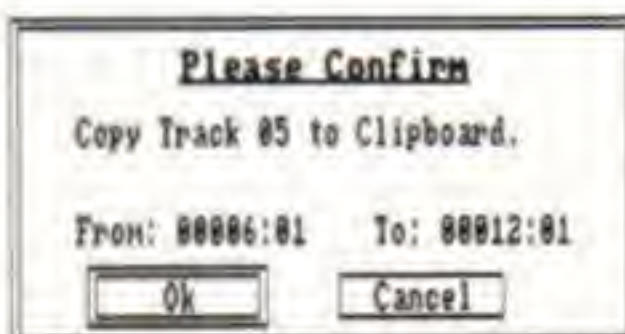 Please Confirm
Copy Track 05 to Clipboard.
From: 00006:01 To: 00012:01
Ok Cancel